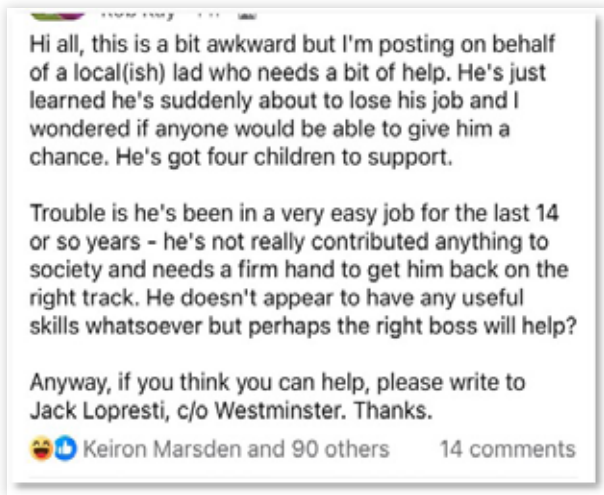 Hi all, this is a bit awkward but I'm posting on behalf
of a local(ish) lad who needs a bit of help. He's just
learned he's suddenly about to lose his job and I
wondered if anyone would be able to give him a
chance. He's got four children to support.
Trouble is he's been in a very easy job for the last 14
or so years - he's not really contributed anything to
society and needs a firm hand to get him back on the
right track. He doesn't appear to have any useful
skills whatsoever but perhaps the right boss will help?
Anyway, if you think you can help, please write to
Jack Lopresti, c/o Westminster. Thanks.
Keiron Marsden and 90 others 14 comments